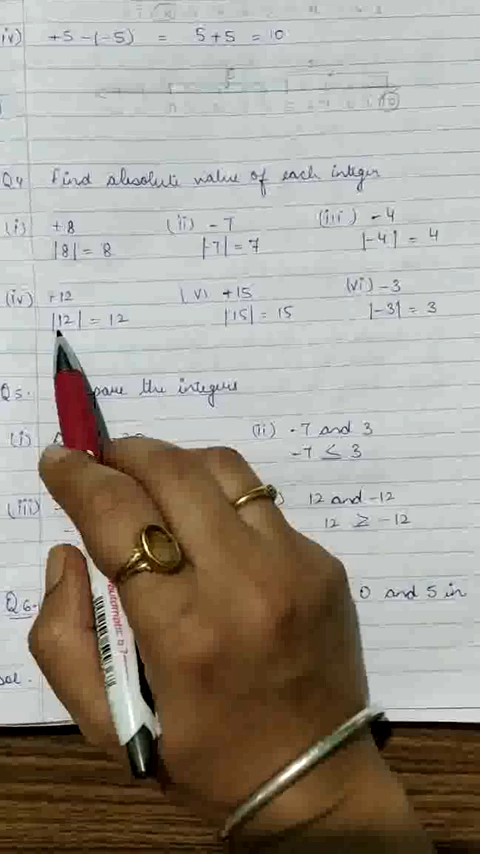 iv) +5 -(-5) = 5+5 = 10
Q4 Find absolute value of each integer
(i) +8 (ii) -7 (iii) -4
|8| = 8 |-7| = 7 |-4| = 4
(iv) +12 (v) +15 (vi) -3
|12| = 12 |15| = 15 |-3| = 3
Q5. the integers
(i) (ii) -7 and 3
-7 ≤ 3
(iii) 12 and -12
12 ≥ -12
Q6. 0 and 5 in
sol.